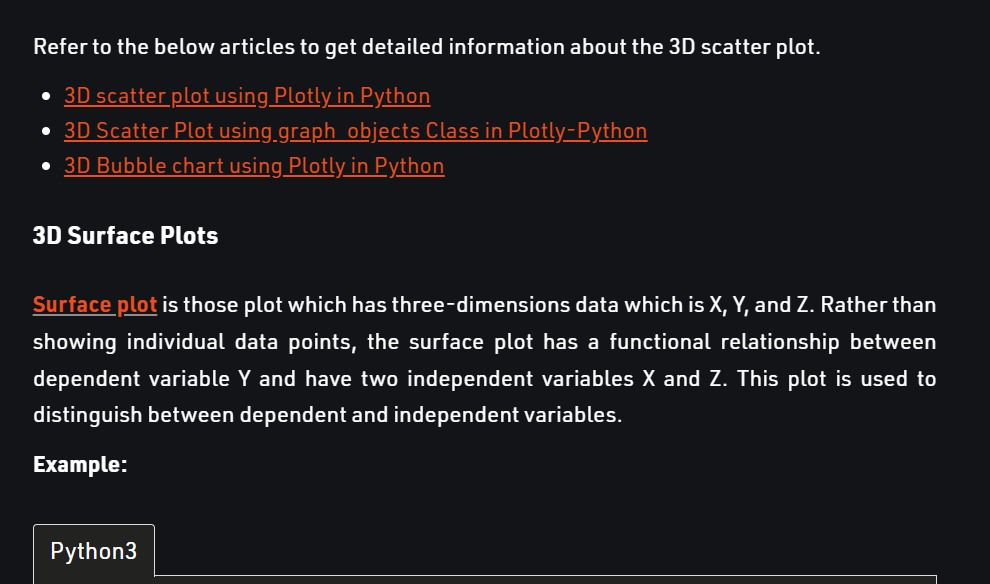 Refer to the below articles to get detailed information about the 3D scatter plot.
3D scatter plot using Plotly in Python
3D Scatter Plot using graph_objects Class in Plotly-Python
3D Bubble chart using Plotly in Python
3D Surface Plots
Surface plot is those plot which has three-dimensions data which is X, Y, and Z. Rather than
showing individual data points, the surface plot has a functional relationship between
dependent variable Y and have two independent variables X and Z. This plot is used to
distinguish between dependent and independent variables.
Example:
Python3